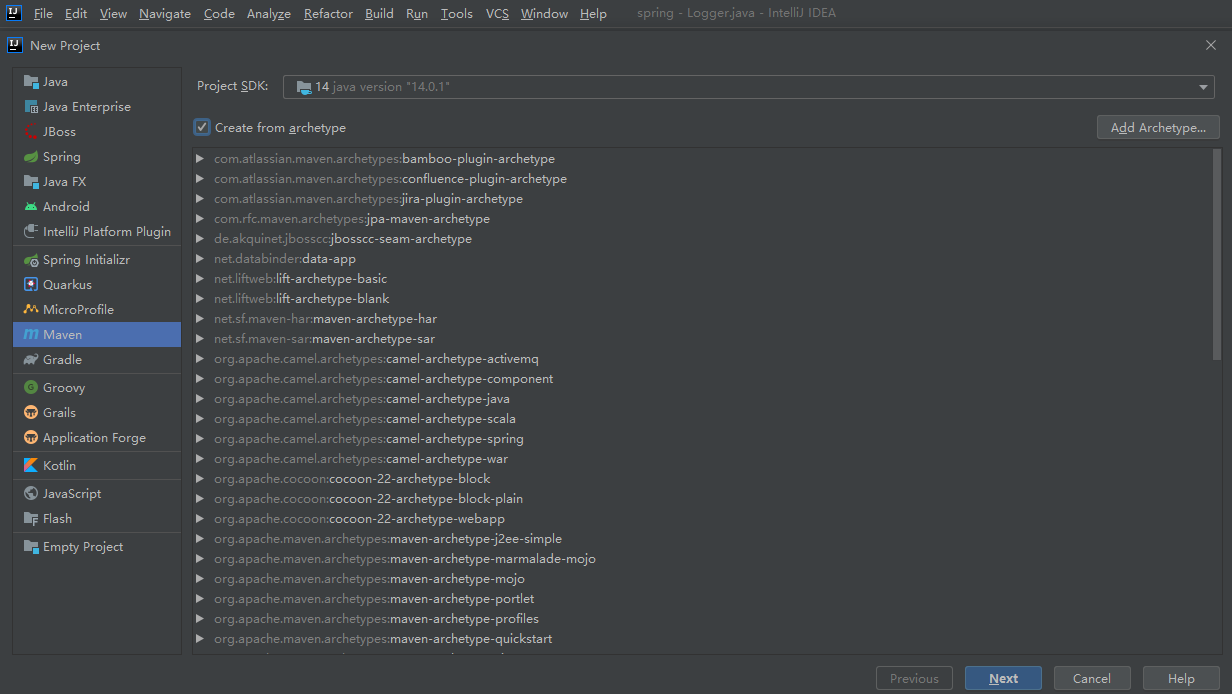 File Edit View Navigate Code Analyze Refactor Build Run Tools VCS Window Help spring - Logger.java - IntelliJ IDEA
New Project
Java
Java Enterprise
JBoss
Spring
Java FX
Android
IntelliJ Platform Plugin
Spring Initializr
Quarkus
MicroProfile
Maven
Gradle
Groovy
Grails
Application Forge
Kotlin
JavaScript
Flash
Empty Project
Project SDK: 14 java version "14.0.1"
Create from archetype
Add Archetype...
com.atlassian.maven.archetypes:bamboo-plugin-archetype
com.atlassian.maven.archetypes:confluence-plugin-archetype
com.atlassian.maven.archetypes:jira-plugin-archetype
com.rfc.maven.archetypes:jpa-maven-archetype
de.akquinet.jbosscc:jbosscc-seam-archetype
net.databinder:data-app
net.liftweb:lift-archetype-basic
net.liftweb:lift-archetype-blank
net.sf.maven-har:maven-archetype-har
net.sf.maven-sar:maven-archetype-sar
org.apache.camel.archetypes:camel-archetype-activemq
org.apache.camel.archetypes:camel-archetype-component
org.apache.camel.archetypes:camel-archetype-java
org.apache.camel.archetypes:camel-archetype-scala
org.apache.camel.archetypes:camel-archetype-spring
org.apache.camel.archetypes:camel-archetype-war
org.apache.cocoon:cocoon-22-archetype-block
org.apache.cocoon:cocoon-22-archetype-block-plain
org.apache.cocoon:cocoon-22-archetype-webapp
org.apache.maven.archetypes:maven-archetype-j2ee-simple
org.apache.maven.archetypes:maven-archetype-marmalade-mojo
org.apache.maven.archetypes:maven-archetype-mojo
org.apache.maven.archetypes:maven-archetype-portlet
org.apache.maven.archetypes:maven-archetype-profiles
org.apache.maven.archetypes:maven-archetype-quickstart
Previous Next Cancel Help